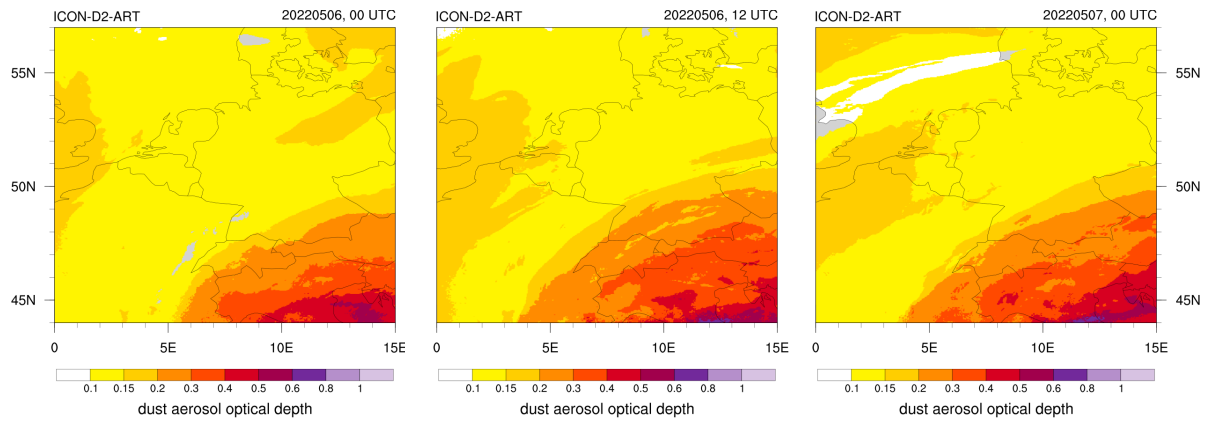 ICON-D2-ART 20220506, 00 UTC
55N
50N
45N
0 5E 10E 15E
0.1 0.15 0.2 0.3 0.4 0.5 0.6 0.8 1
dust aerosol optical depth
ICON-D2-ART 20220506, 12 UTC
0 5E 10E 15E
0.1 0.15 0.2 0.3 0.4 0.5 0.6 0.8 1
dust aerosol optical depth
ICON-D2-ART 20220507, 00 UTC
55N
50N
45N
0 5E 10E 15E
0.1 0.15 0.2 0.3 0.4 0.5 0.6 0.8 1
dust aerosol optical depth